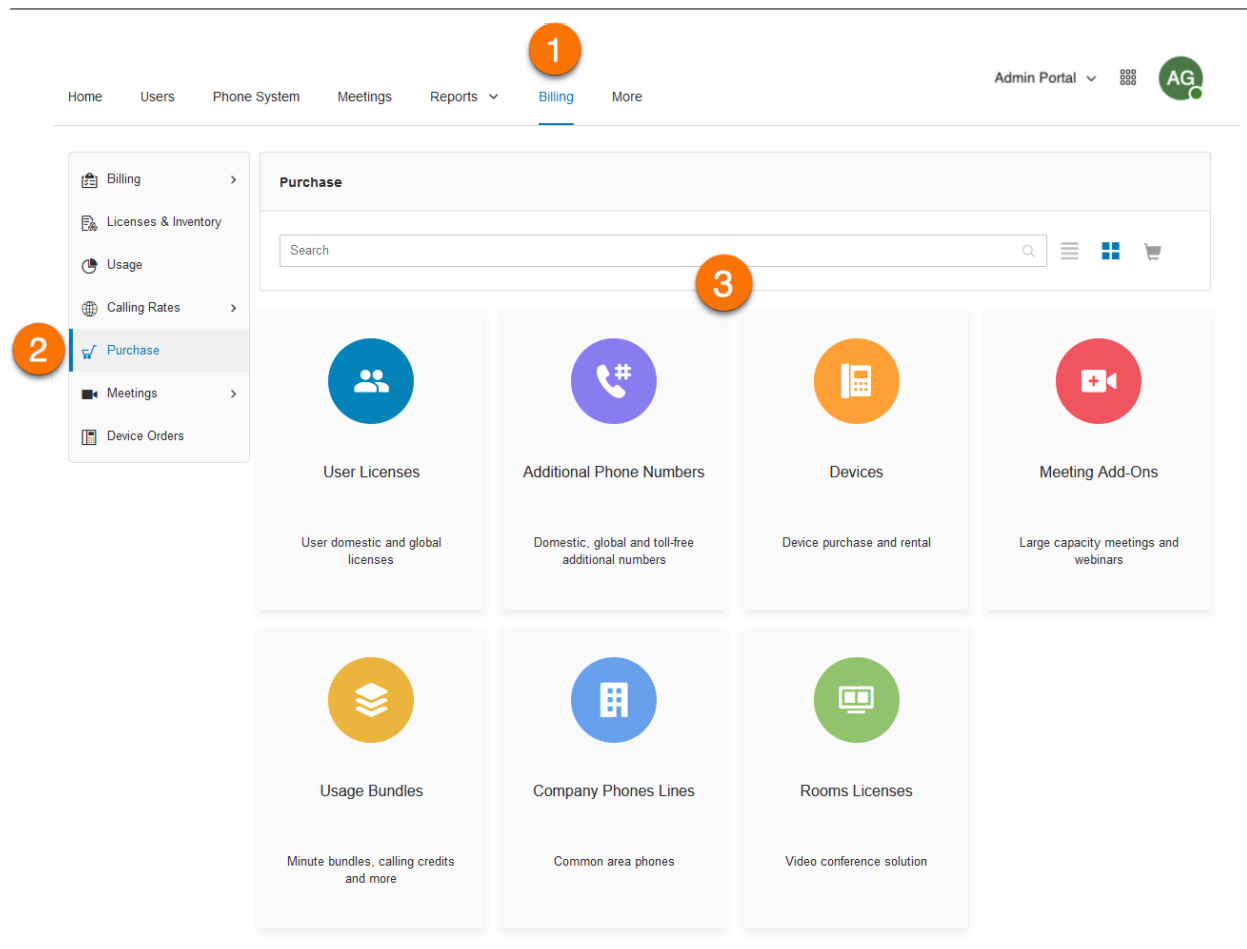 1
Admin Portal
AG
Home Users Phone System Meetings Reports Billing More
Billing
Licenses & Inventory
Usage
Calling Rates
2
Purchase
Meetings
Device Orders
Purchase
Search
3
User Licenses
User domestic and global
licenses
Additional Phone Numbers
Domestic, global and toll-free
additional numbers
Devices
Device purchase and rental
Meeting Add-Ons
Large capacity meetings and
webinars
Usage Bundles
Minute bundles, calling credits
and more
Company Phones Lines
Common area phones
Rooms Licenses
Video conference solution